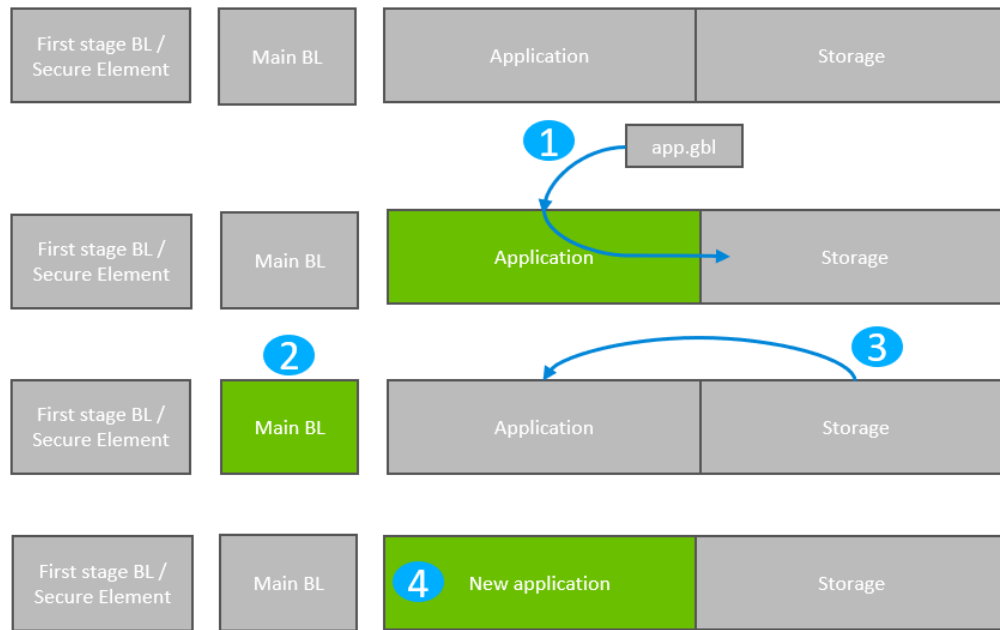 First stage BL /
Secure Element
Main BL
Application
Storage
1
app.gbl
First stage BL /
Secure Element
Main BL
Application
Storage
2
3
First stage BL /
Secure Element
Main BL
Application
Storage
First stage BL /
Secure Element
Main BL
4
New application
Storage